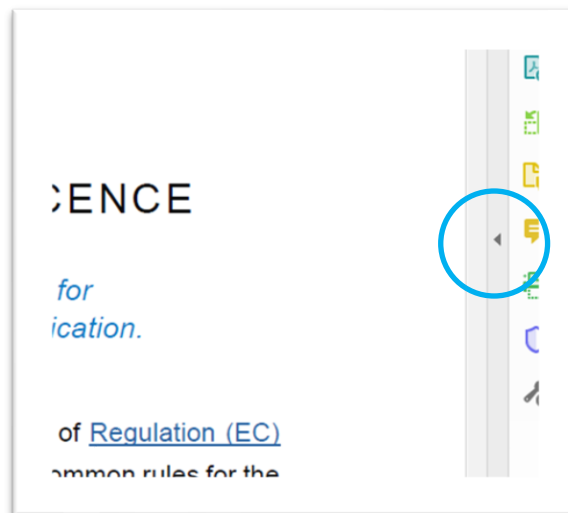 ENCE
for
ication.
of Regulation (EC)
ommon rules for the